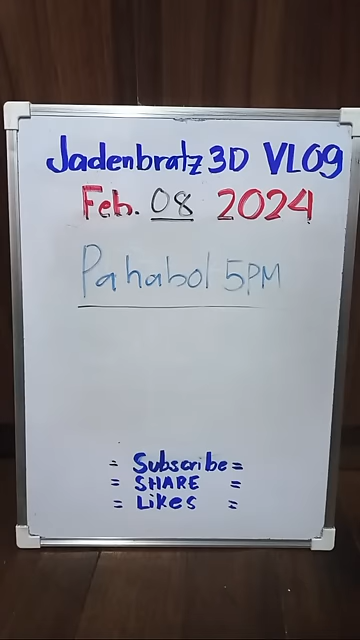 Jadenbratz 3D VLOg
Feb. 08 2024
Pahabol 5PM
= Subscribe =
= SHARE =
= Likes =